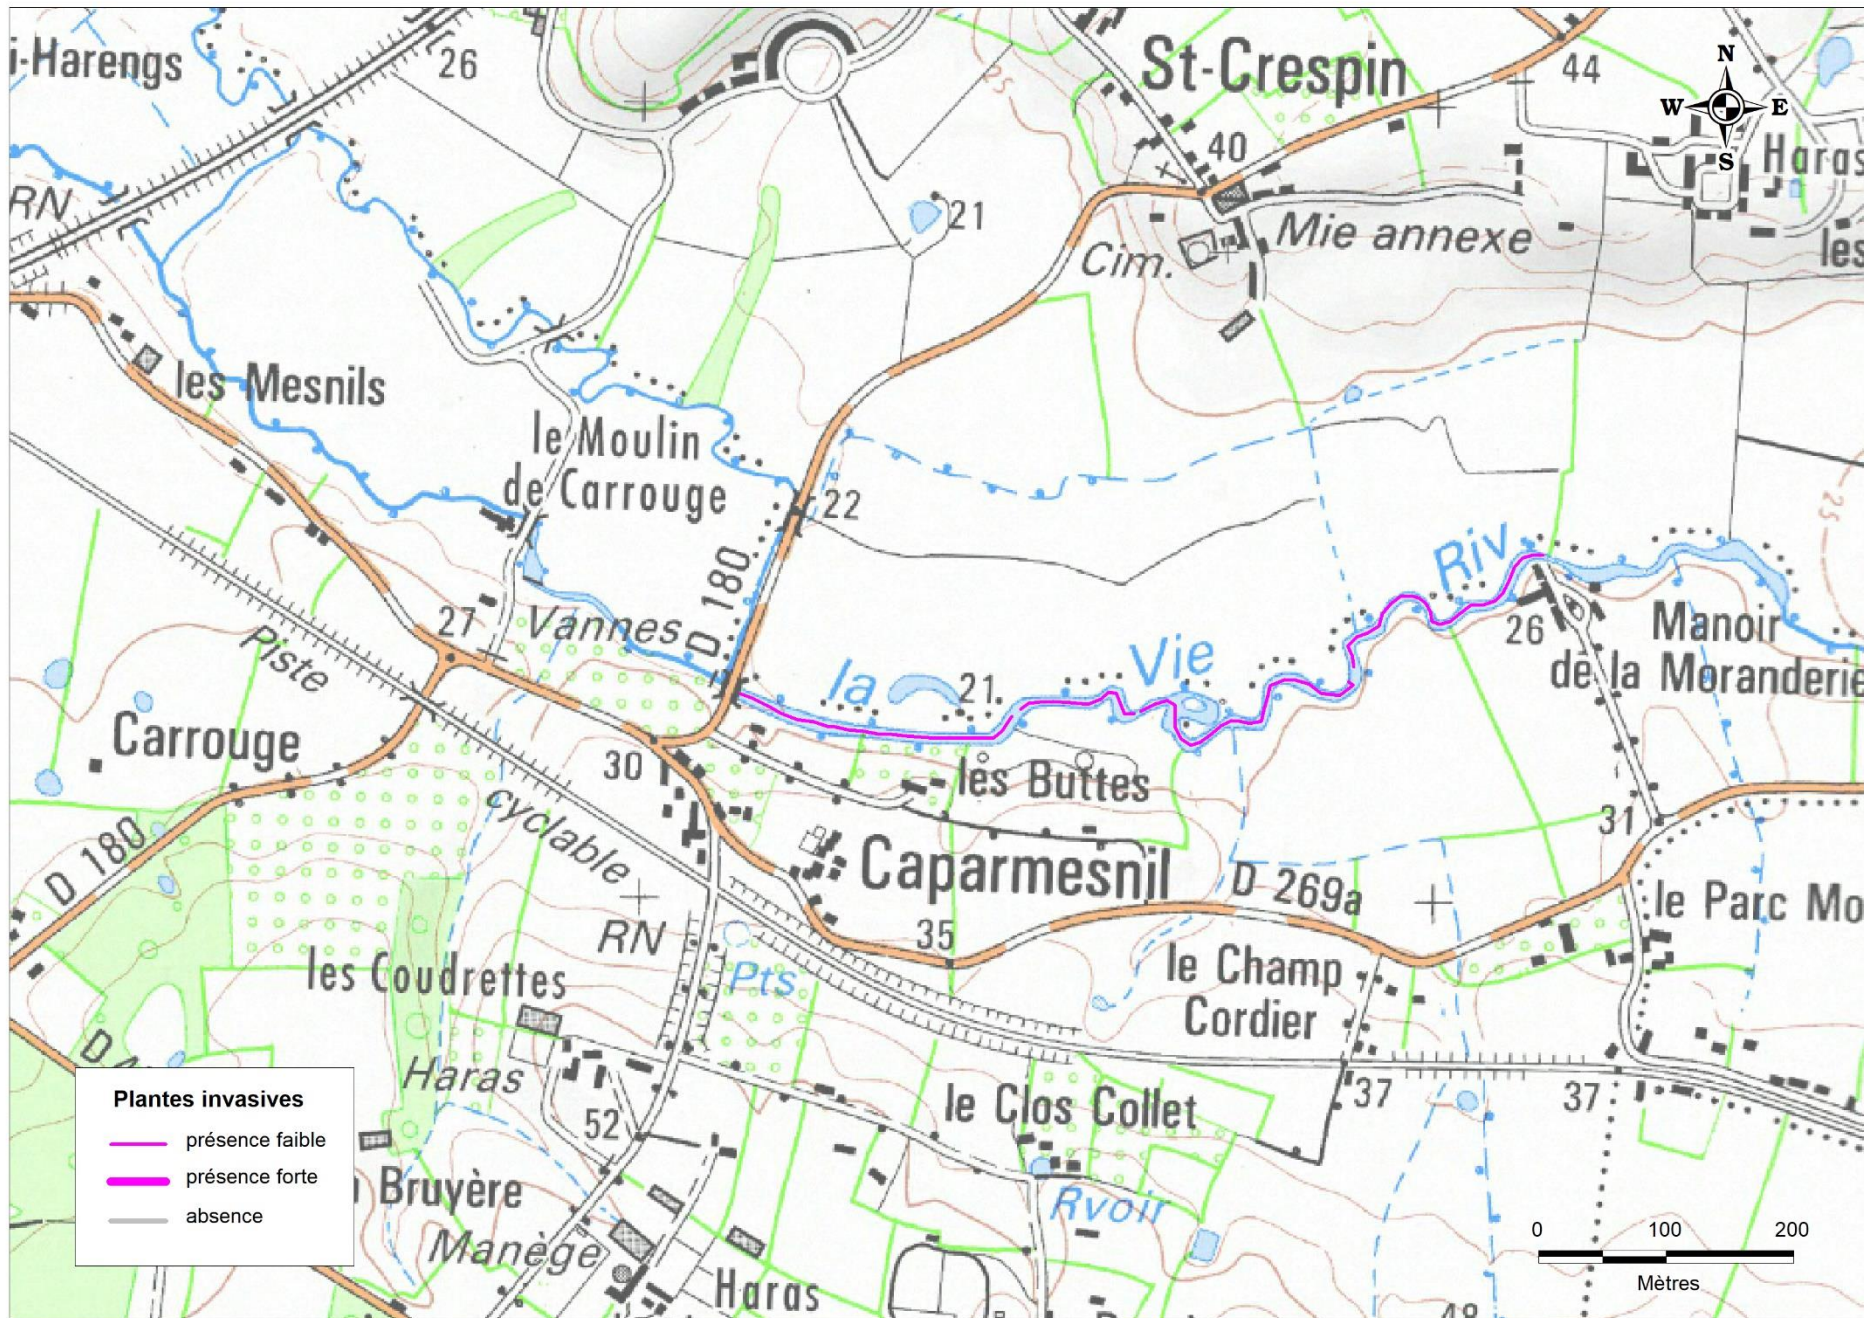 i-Harengs
26
St-Crespin
44
N
W E
S
40
Haras
RN
21
Mie annexe
les
Cim.
les Mesnils
le Moulin
de Carrouge
22
25
25
D 180
Riv
27
Vannes
26
Manoir
de la Moranderie
Piste
la
Vie
21
Carrouge
30
les Buttes
cyclable
31
D 180
Caparmesnil
D 269a
le Parc Mo
RN
35
les Coudrettes
Pts
le Champ
Cordier
Haras
le Clos Collet
37
37
52
Plantes invasives
présence faible
présence forte
absence
Bruyère
Rvoir
Manège
Haras
0 100 200
Mètres